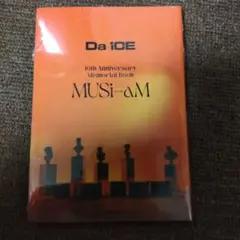 Da iCE
10th Anniversary
Memorial Book
MUSi-aM